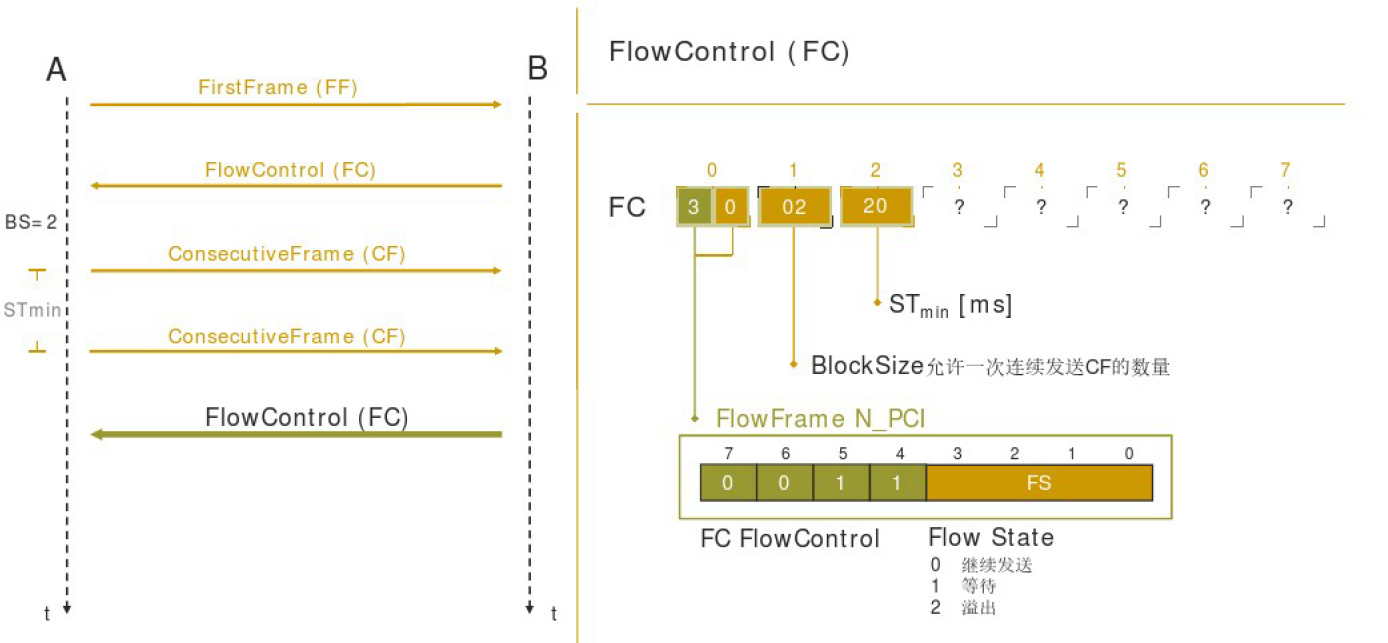 A
B
FirstFrame (FF)
FlowControl (FC)
BS=2
ConsecutiveFrame (CF)
STmin
ConsecutiveFrame (CF)
FlowControl (FC)
t
t
FlowControl (FC)
0 1 2 3 4 5 6 7
FC 3 0 02 20 ? ? ? ? ?
STmin [ms]
BlockSize允许一次连续发送CF的数量
FlowFrame N_PCI
7 6 5 4 3 2 1 0
0 0 1 1 FS
FC FlowControl
Flow State
0 继续发送
1 等待
2 溢出